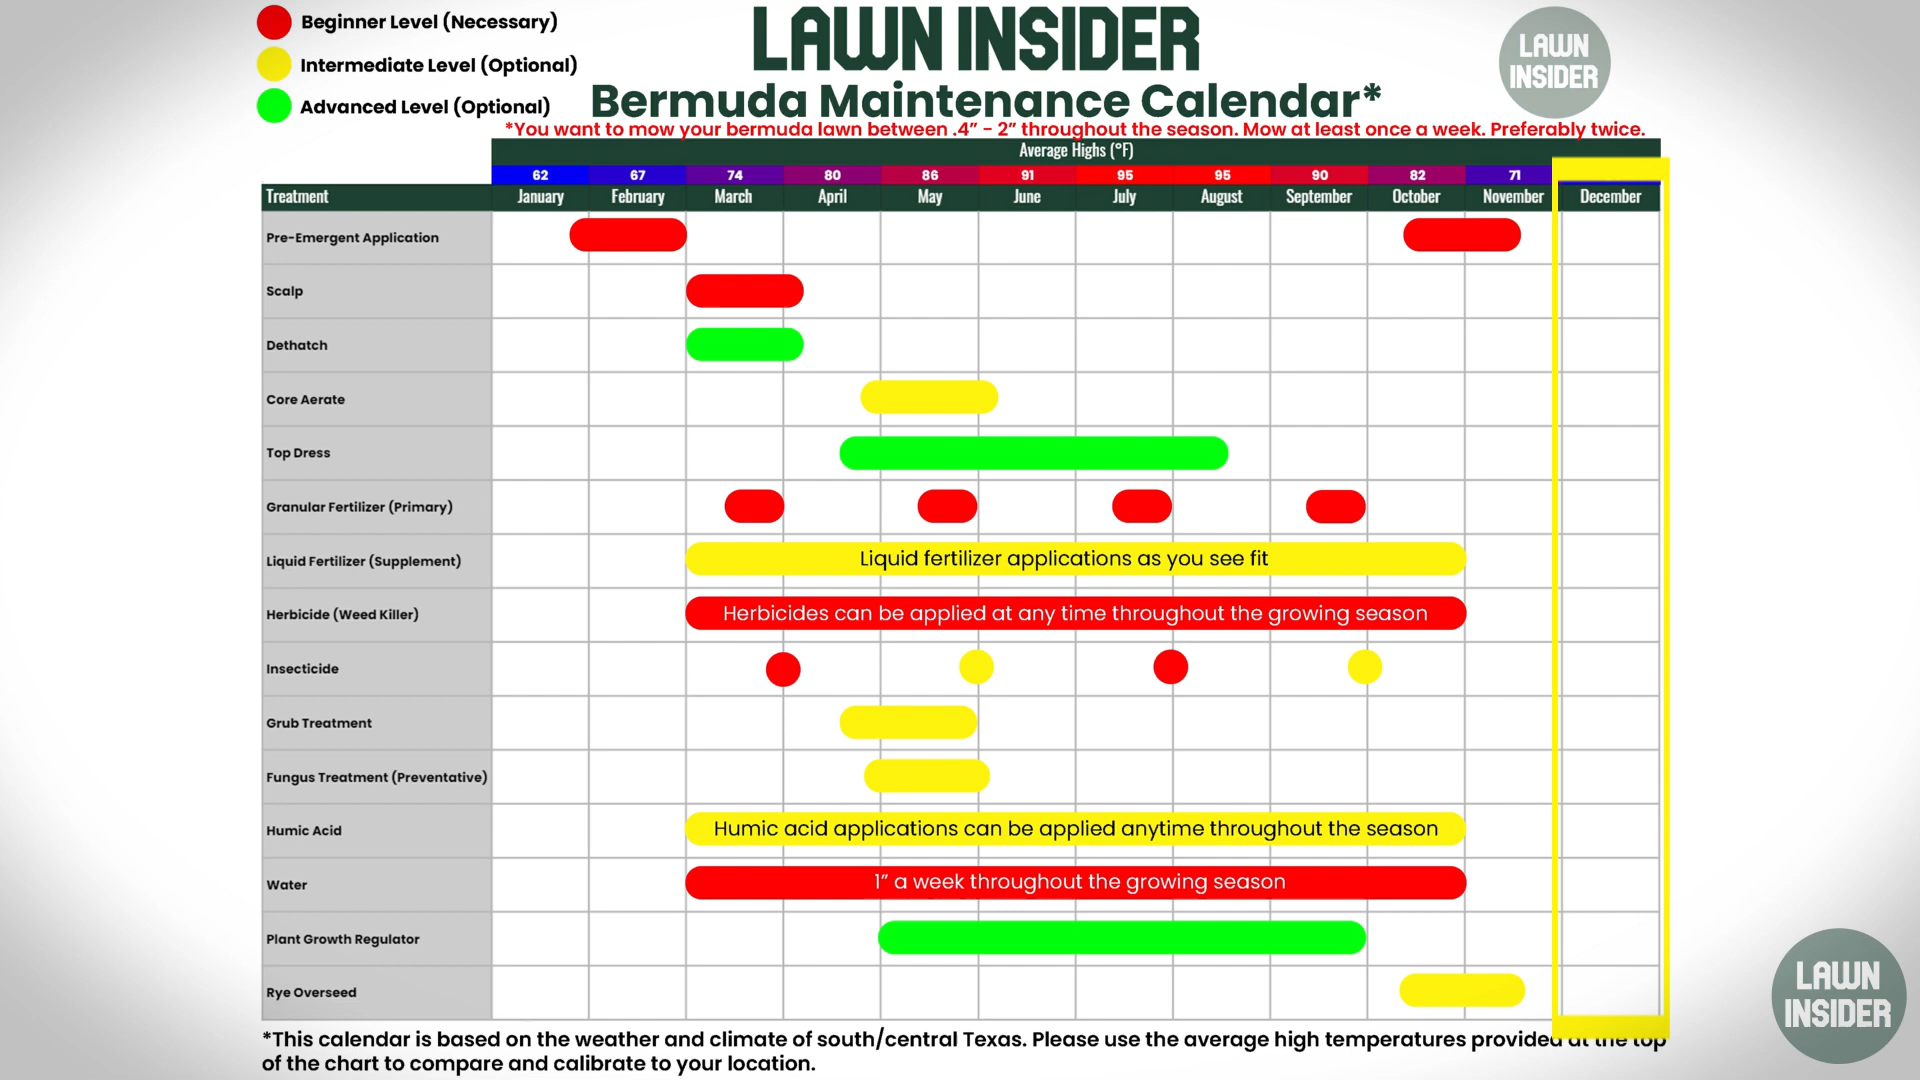 Beginner Level (Necessary)
Intermediate Level (Optional)
Advanced Level (Optional)
LAWN INSIDER
Bermuda Maintenance Calendar*
LAWN
INSIDER
*You want to mow your bermuda lawn between .4” - 2” throughout the season. Mow at least once a week. Preferably twice.
Average Highs (°F)
62 67 74 80 86 91 95 95 90 82 71
Treatment January February March April May June July August September October November December
Pre-Emergent Application
Scalp
Dethatch
Core Aerate
Top Dress
Granular Fertilizer (Primary)
Liquid Fertilizer (Supplement) Liquid fertilizer applications as you see fit
Herbicide (Weed Killer) Herbicides can be applied at any time throughout the growing season
Insecticide
Grub Treatment
Fungus Treatment (Preventative)
Humic Acid Humic acid applications can be applied anytime throughout the season
Water 1” a week throughout the growing season
Plant Growth Regulator
Rye Overseed
*This calendar is based on the weather and climate of south/central Texas. Please use the average high temperatures provided at the top
of the chart to compare and calibrate to your location.
LAWN
INSIDER